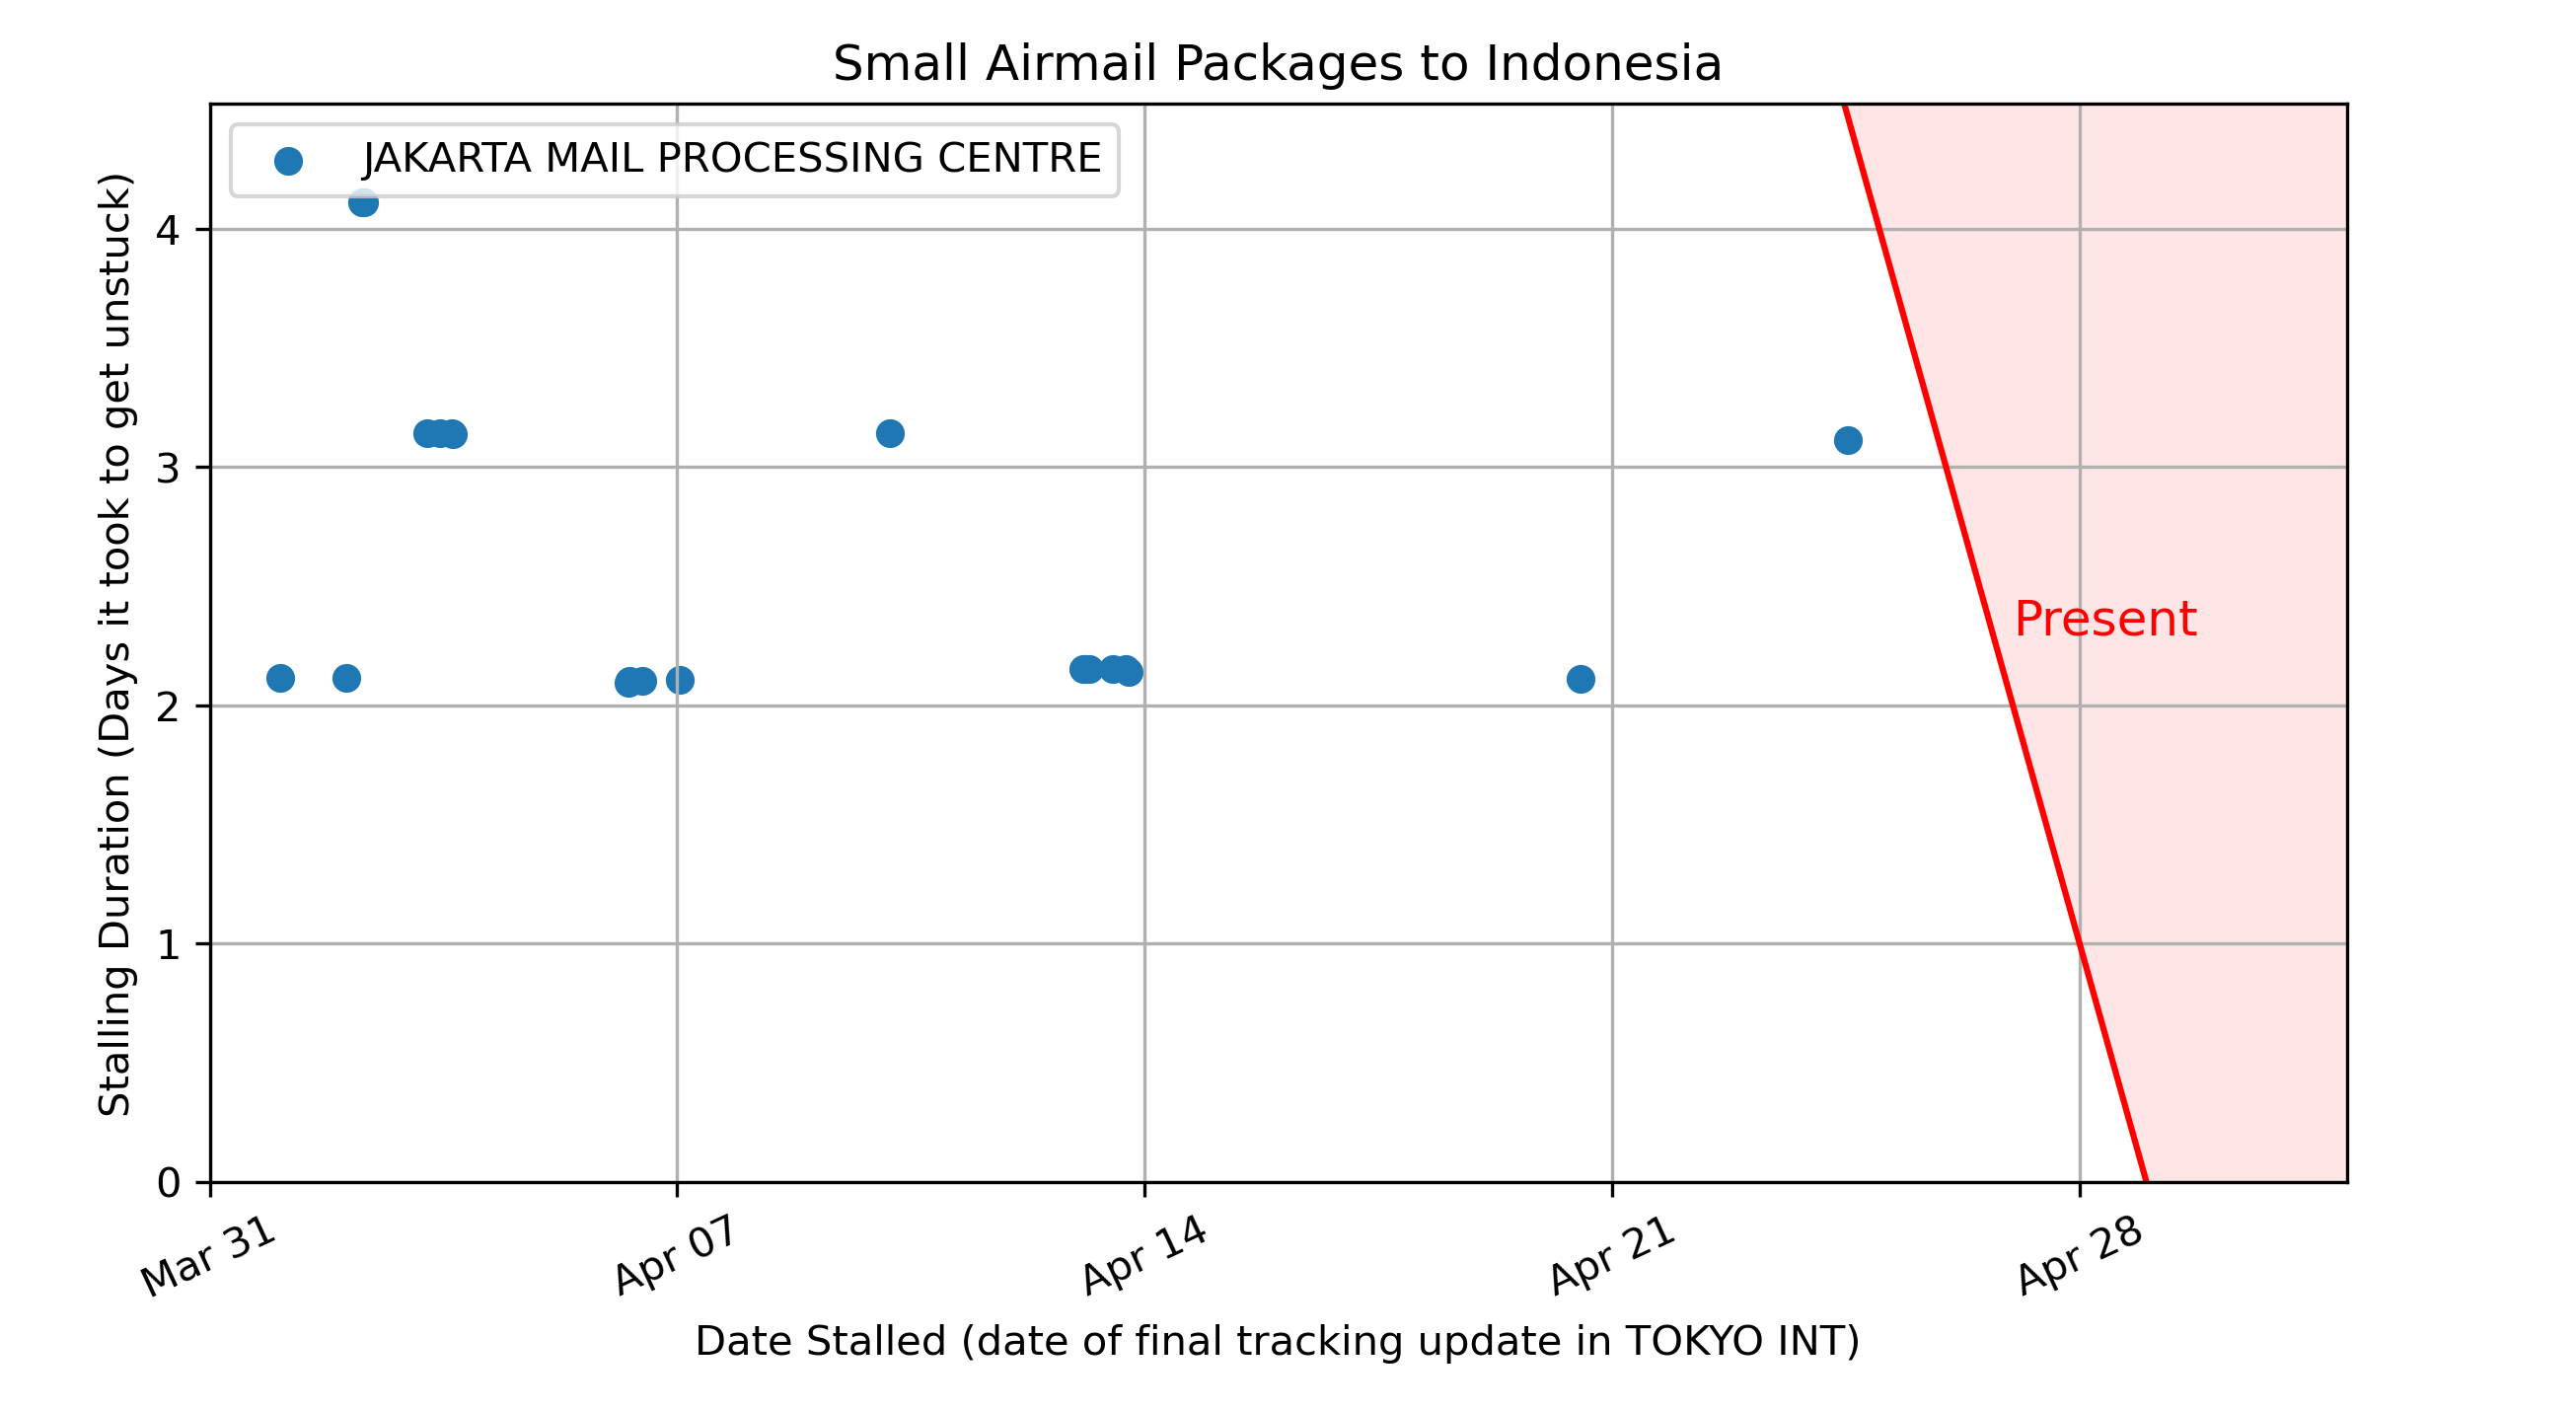 Small Airmail Packages to Indonesia
JAKARTA MAIL PROCESSING CENTRE
Stalling Duration (Days it took to get unstuck)
4
3
2
1
0
Present
Mar 31
Apr 07
Apr 14
Apr 21
Apr 28
Date Stalled (date of final tracking update in TOKYO INT)